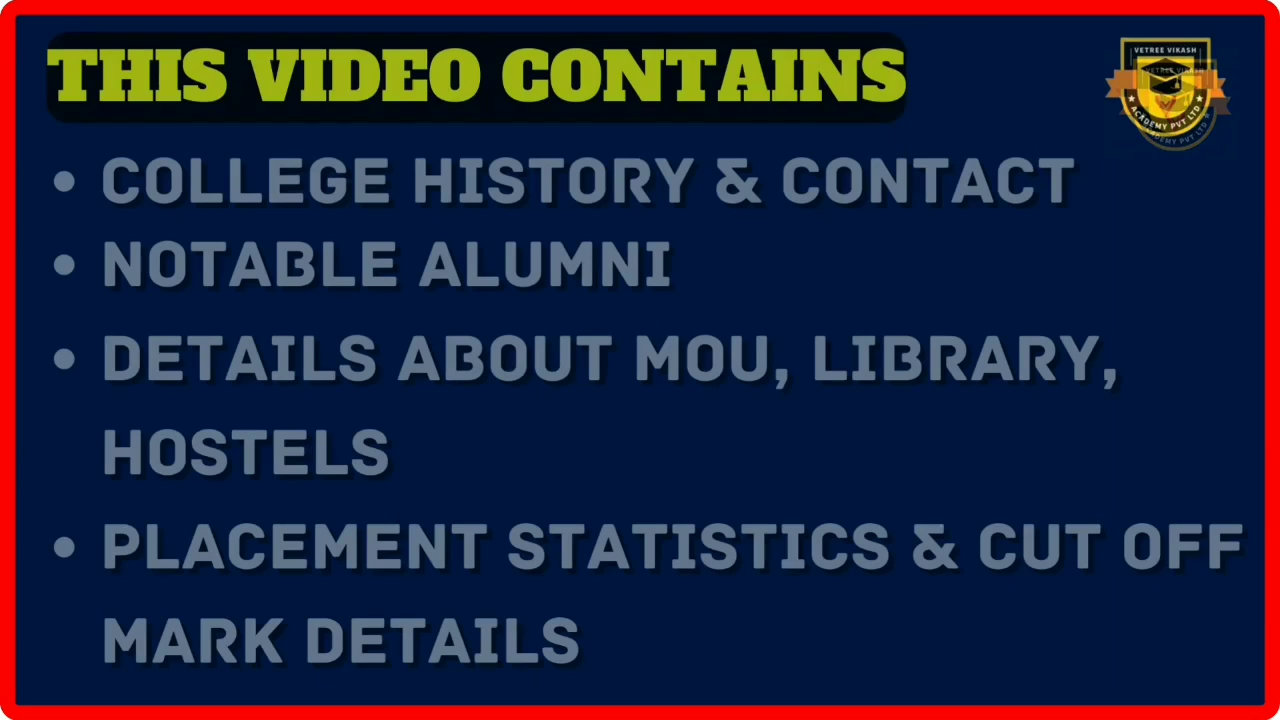 THIS VIDEO CONTAINS
VETREE VIKASH
ACADEMY PVT LTD
• COLLEGE HISTORY & CONTACT
• NOTABLE ALUMNI
• DETAILS ABOUT MOU, LIBRARY,
HOSTELS
• PLACEMENT STATISTICS & CUT OFF
MARK DETAILS